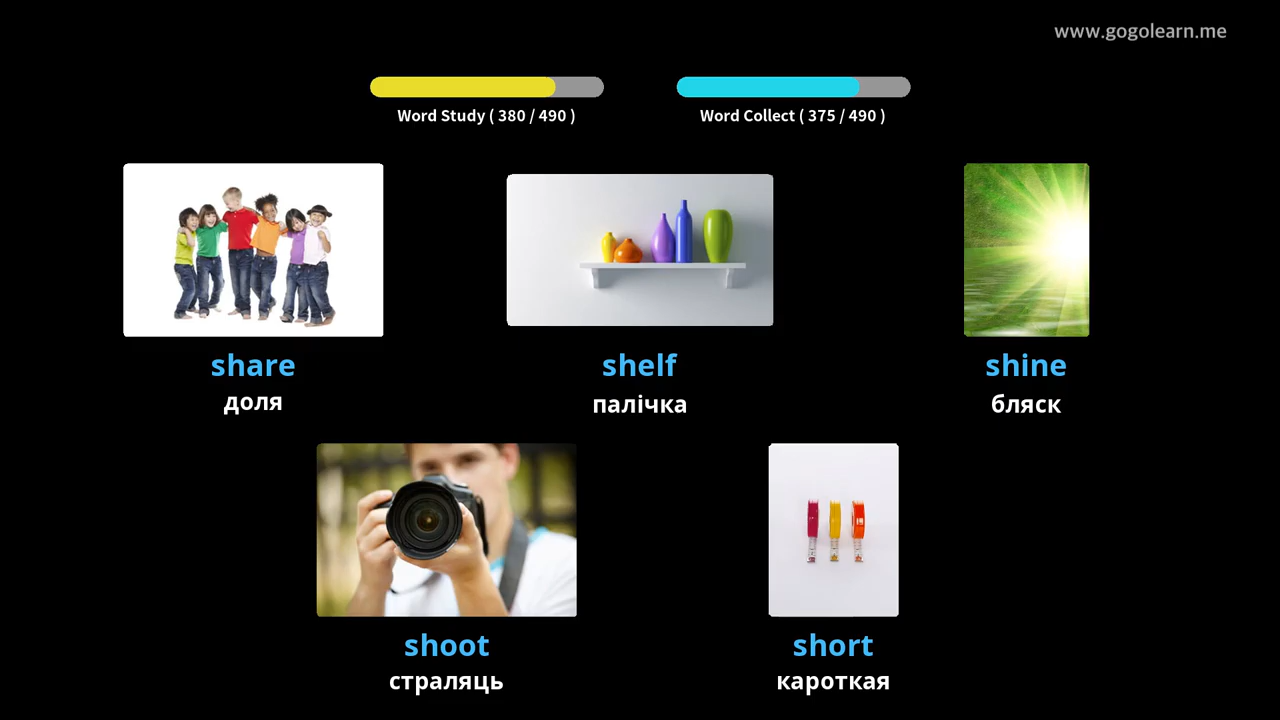 www.gogolearn.me
Word Study ( 380 / 490 )
Word Collect ( 375 / 490 )
share
доля
shelf
палічка
shine
бляск
shoot
страляць
short
кароткая